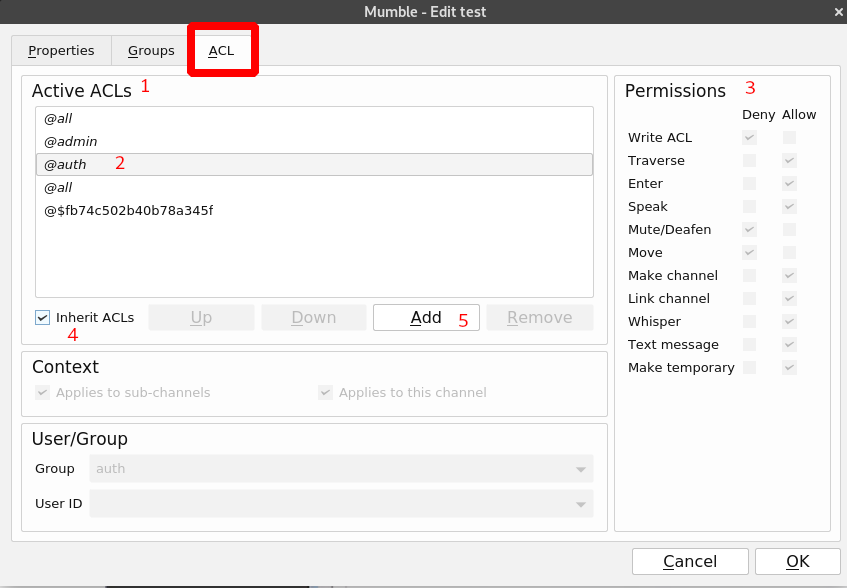 Mumble - Edit test
Properties Groups ACL
Active ACLs 1
@all
@admin
@auth 2
@all
@$fb74c502b40b78a345f
Inherit ACLs Up Down Add 5 Remove
4
Context
Applies to sub-channels Applies to this channel
User/Group
Group auth
User ID
Permissions 3
Deny Allow
Write ACL
Traverse
Enter
Speak
Mute/Deafen
Move
Make channel
Link channel
Whisper
Text message
Make temporary
Cancel OK